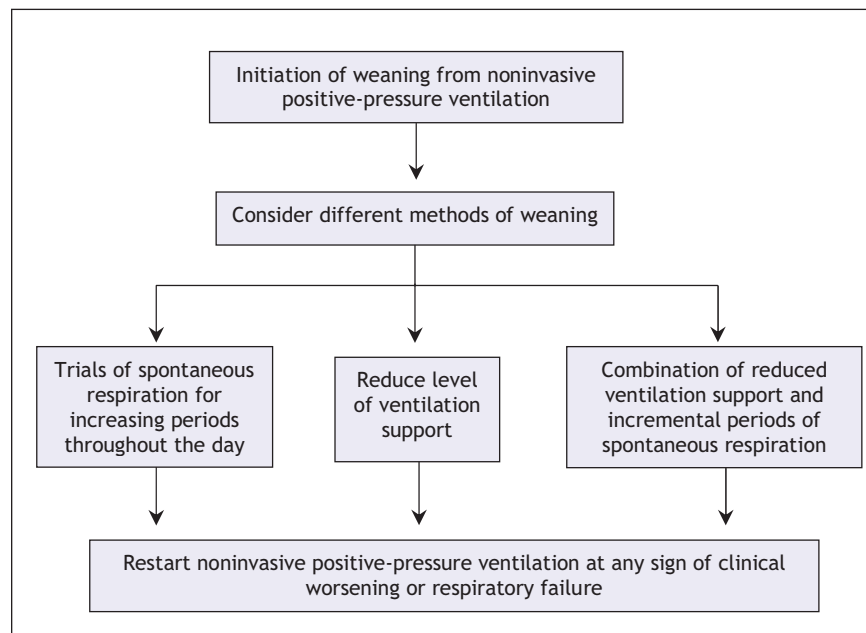 Initiation of weaning from noninvasive
positive-pressure ventilation
Consider different methods of weaning
Trials of spontaneous
respiration for
increasing periods
throughout the day
Reduce level
of ventilation
support
Combination of reduced
ventilation support and
incremental periods of
spontaneous respiration
Restart noninvasive positive-pressure ventilation at any sign of clinical
worsening or respiratory failure